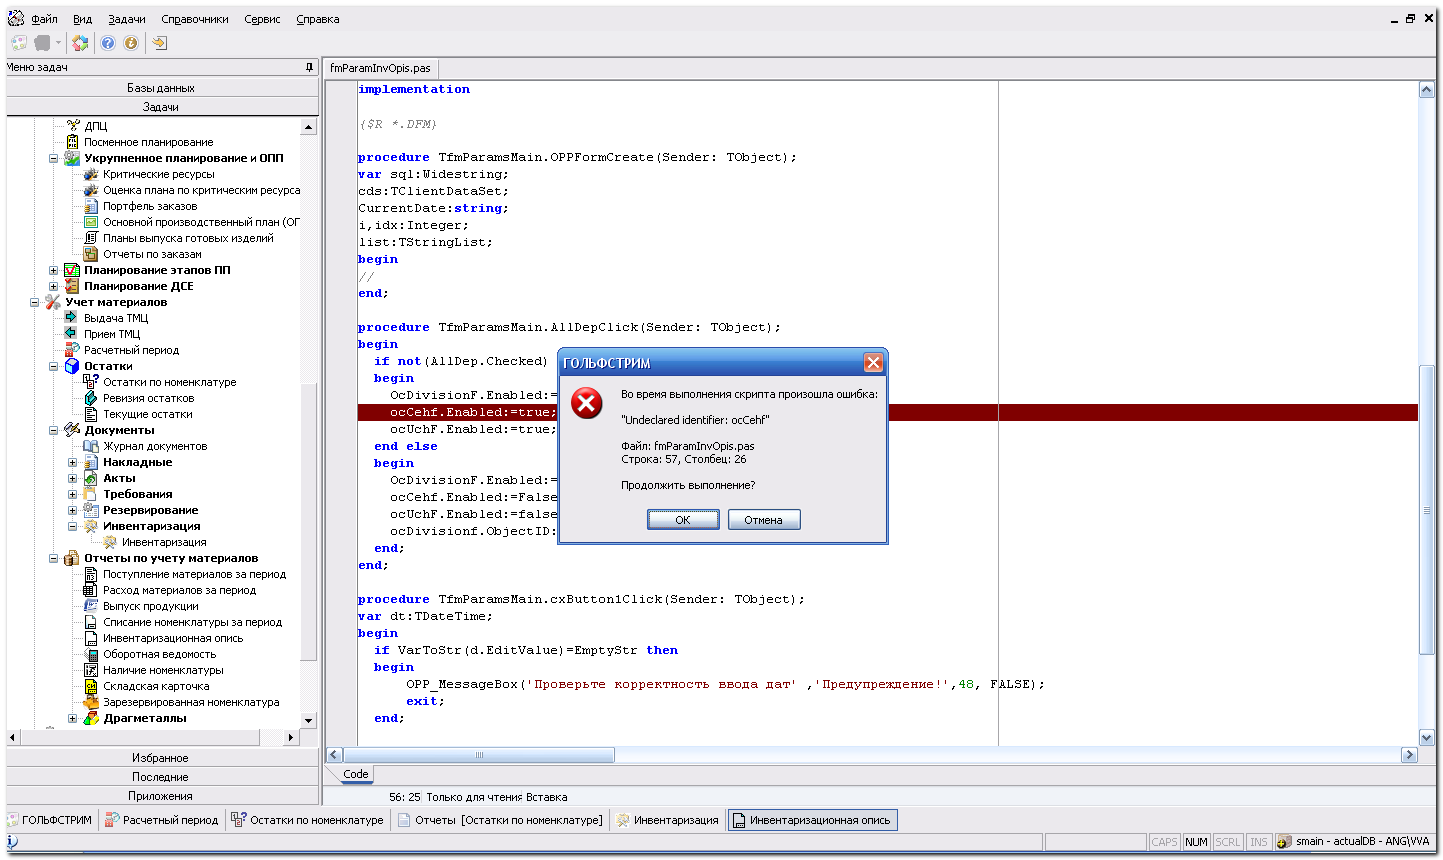 Файл Вид Задачи Справочники Сервис Справка
Меню задач
Базы данных
Задачи
ДПЦ
Посменное планирование
Укрупненное планирование и ОПП
Критические ресурсы
Оценка плана по критическим ресурса
Портфель заказов
Основной производственный план (ОГ
Планы выпуска готовых изделий
Отчеты по заказам
Планирование этапов ПП
Планирование ДСЕ
Учет материалов
Выдача ТМЦ
Прием ТМЦ
Расчетный период
Остатки
Остатки по номенклатуре
Ревизия остатков
Текущие остатки
Документы
Журнал документов
Накладные
Акты
Требования
Резервирование
Инвентаризация
Инвентаризация
Отчеты по учету материалов
Поступление материалов за период
Расход материалов за период
Выпуск продукции
Списание номенклатуры за период
Инвентаризационная опись
Оборотная ведомость
Наличие номенклатуры
Складская карточка
Зарезервированная номенклатура
Драгметаллы
Избранное
Последние
Приложения
fmParamInvOpis.pas
implementation
{$R *.DFM}
procedure TfmParamsMain.OPPFormCreate(Sender: TObject);
var sql:Widestring;
cds:TClientDataSet;
CurrentDate:string;
i,idx:Integer;
list:TStringList;
begin
//
end;
procedure TfmParamsMain.AllDepClick(Sender: TObject);
begin
if not(AllDep.Checked)
begin
OcDivisionF.Enabled:=
ocCehf.Enabled:=true;
ocUchF.Enabled:=true;
end else
begin
OcDivisionF.Enabled:=
ocCehf.Enabled:=False
ocUchF.Enabled:=false
ocDivisionf.ObjectID:
end;
end;
procedure TfmParamsMain.cxButton1Click(Sender: TObject);
var dt:TDateTime;
begin
if VarToStr(d.EditValue)=EmptyStr then
begin
OPP_MessageBox('Проверьте корректность ввода дат' ,'Предупреждение!',48, FALSE);
exit;
end;
ГОЛЬФСТРИМ
Во время выполнения скрипта произошла ошибка:
"Undeclared identifier: ocCehf"
Файл: fmParamInvOpis.pas
Строка: 57, Столбец: 26
Продолжить выполнение?
ОК Отмена
Code
56: 25 Только для чтения Вставка
ГОЛЬФСТРИМ Расчетный период Остатки по номенклатуре Отчеты [Остатки по номенклатуре] Инвентаризация Инвентаризационная опись
CAPS NUM SCRL INS smain - actualDB - ANG\VVA